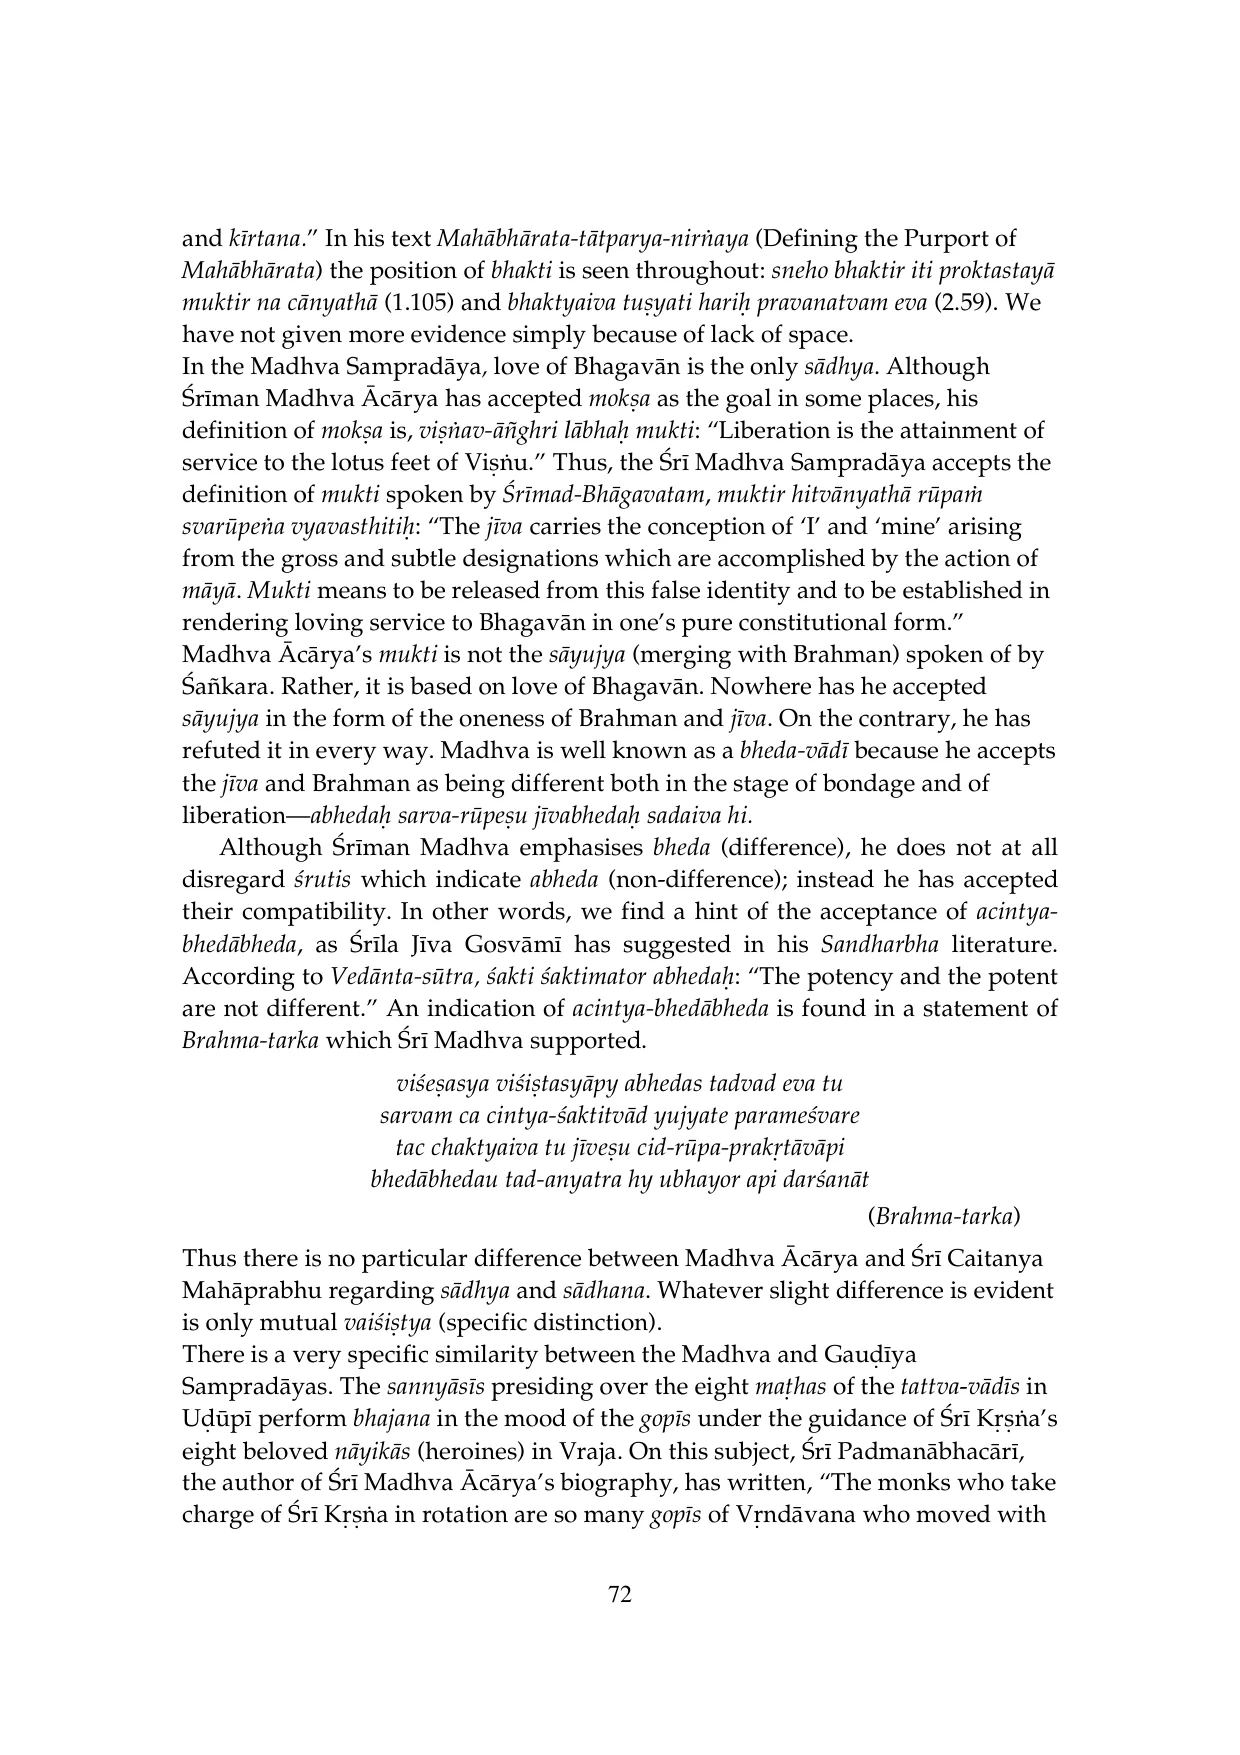 and kīrtana.” In his text Mahābhārata-tātparya-nirṅaya (Defining the Purport of
Mahābhārata) the position of bhakti is seen throughout: sneho bhaktir iti proktastayā
muktir na cānyathā (1.105) and bhaktyaiva tuṣyati hariḥ pravanatvam eva (2.59). We
have not given more evidence simply because of lack of space.
In the Madhva Sampradāya, love of Bhagavān is the only sādhya. Although
Śrīman Madhva Ācārya has accepted mokṣa as the goal in some places, his
definition of mokṣa is, viṣṅav-āñghri lābhaḥ mukti: “Liberation is the attainment of
service to the lotus feet of Viṣṅu.” Thus, the Śrī Madhva Sampradāya accepts the
definition of mukti spoken by Śrīmad-Bhāgavatam, muktir hitvānyathā rūpaṁ
svarūpeṅa vyavasthitiḥ: “The jīva carries the conception of ‘I’ and ‘mine’ arising
from the gross and subtle designations which are accomplished by the action of
māyā. Mukti means to be released from this false identity and to be established in
rendering loving service to Bhagavān in one’s pure constitutional form.”
Madhva Ācārya’s mukti is not the sāyujya (merging with Brahman) spoken of by
Śañkara. Rather, it is based on love of Bhagavān. Nowhere has he accepted
sāyujya in the form of the oneness of Brahman and jīva. On the contrary, he has
refuted it in every way. Madhva is well known as a bheda-vādī because he accepts
the jīva and Brahman as being different both in the stage of bondage and of
liberation—abhedaḥ sarva-rūpeṣu jīvabhedaḥ sadaiva hi.
Although Śrīman Madhva emphasises bheda (difference), he does not at all
disregard śrutis which indicate abheda (non-difference); instead he has accepted
their compatibility. In other words, we find a hint of the acceptance of acintya-
bhedābheda, as Śrīla Jīva Gosvāmī has suggested in his Sandharbha literature.
According to Vedānta-sūtra, śakti śaktimator abhedaḥ: “The potency and the potent
are not different.” An indication of acintya-bhedābheda is found in a statement of
Brahma-tarka which Śrī Madhva supported.
viśeṣasya viśiṣtasyāpy abhedas tadvad eva tu
sarvam ca cintya-śaktitvād yujyate parameśvare
tac chaktyaiva tu jīveṣu cid-rūpa-prakṛtāvāpi
bhedābhedau tad-anyatra hy ubhayor api darśanāt
(Brahma-tarka)
Thus there is no particular difference between Madhva Ācārya and Śrī Caitanya
Mahāprabhu regarding sādhya and sādhana. Whatever slight difference is evident
is only mutual vaiśiṣtya (specific distinction).
There is a very specific similarity between the Madhva and Gauḍīya
Sampradāyas. The sannyāsīs presiding over the eight maṭhas of the tattva-vādīs in
Uḍūpī perform bhajana in the mood of the gopīs under the guidance of Śrī Kṛṣṅa’s
eight beloved nāyikās (heroines) in Vraja. On this subject, Śrī Padmanābhacārī,
the author of Śrī Madhva Ācārya’s biography, has written, “The monks who take
charge of Śrī Kṛṣṅa in rotation are so many gopīs of Vṛndāvana who moved with
72